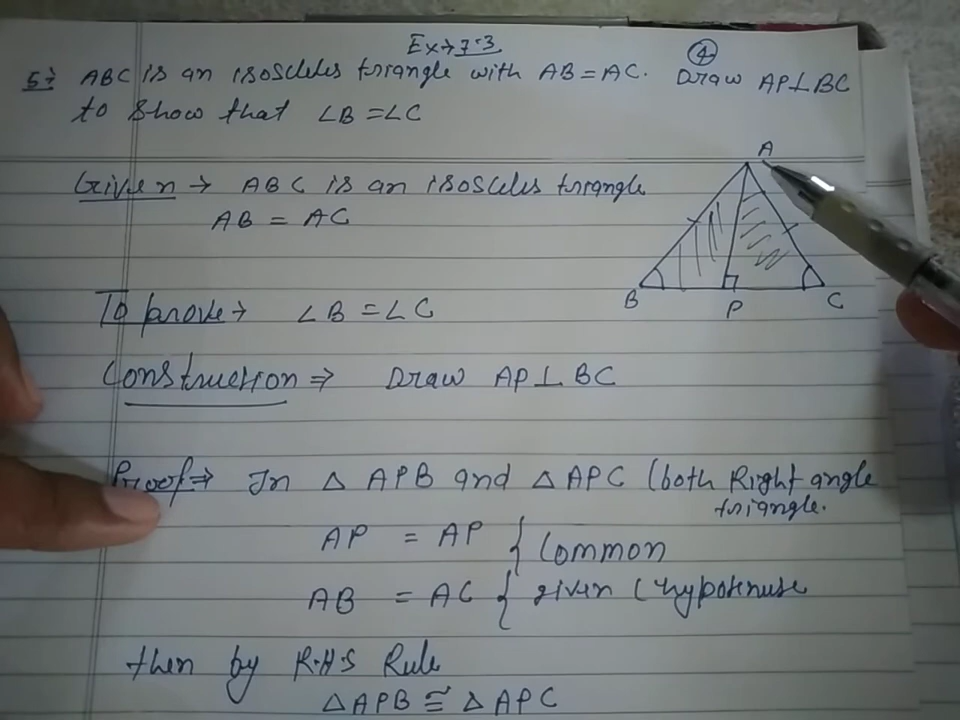 Ex→7.3
5⇒ ABC is an isosceles triangle with AB = AC. Draw AP⊥BC
④
to show that ∠B = ∠C
Given → ABC is an isosceles triangle
AB = AC
A
B
P
C
To prove → ∠B = ∠C
Construction ⇒ Draw AP⊥BC
Proof ⇒ In △ APB and △ APC (both Right angle
triangle.
AP = AP { Common
AB = AC { given (hypotenuse
then by R.H.S Rule
△APB ≅ △APC